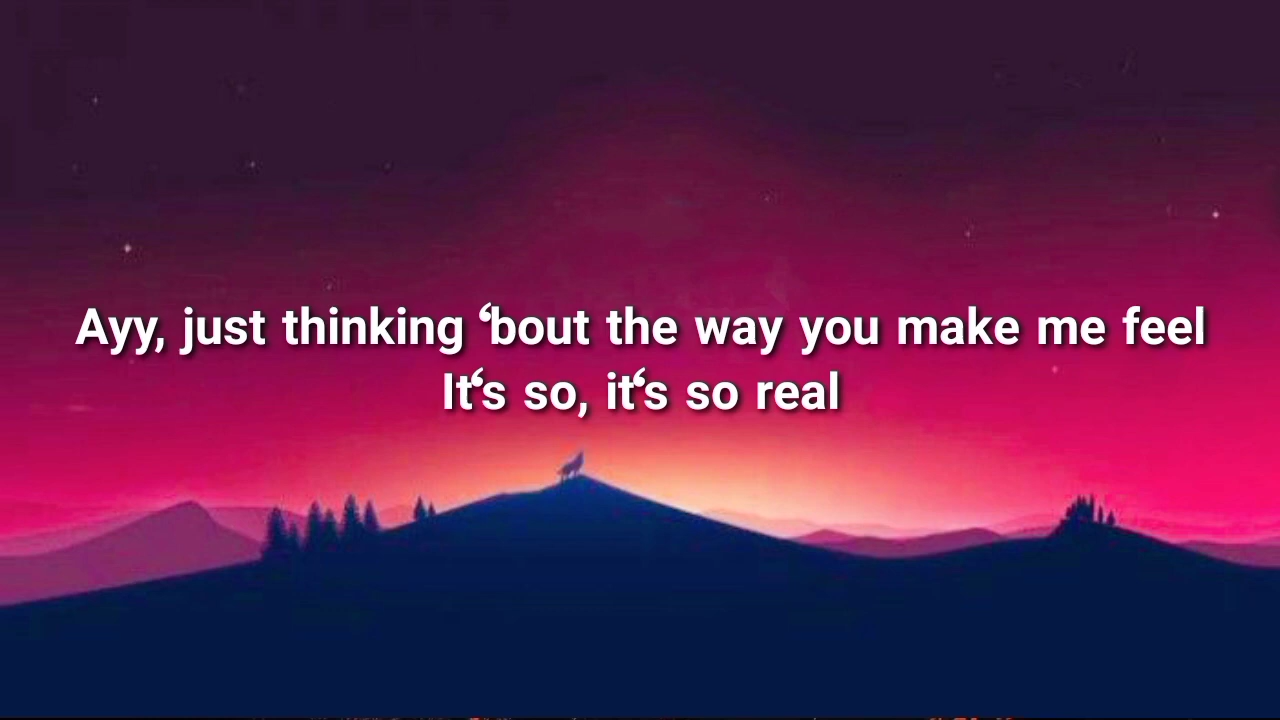 Ayy, just thinking ‘bout the way you make me feel
It‘s so, it‘s so real